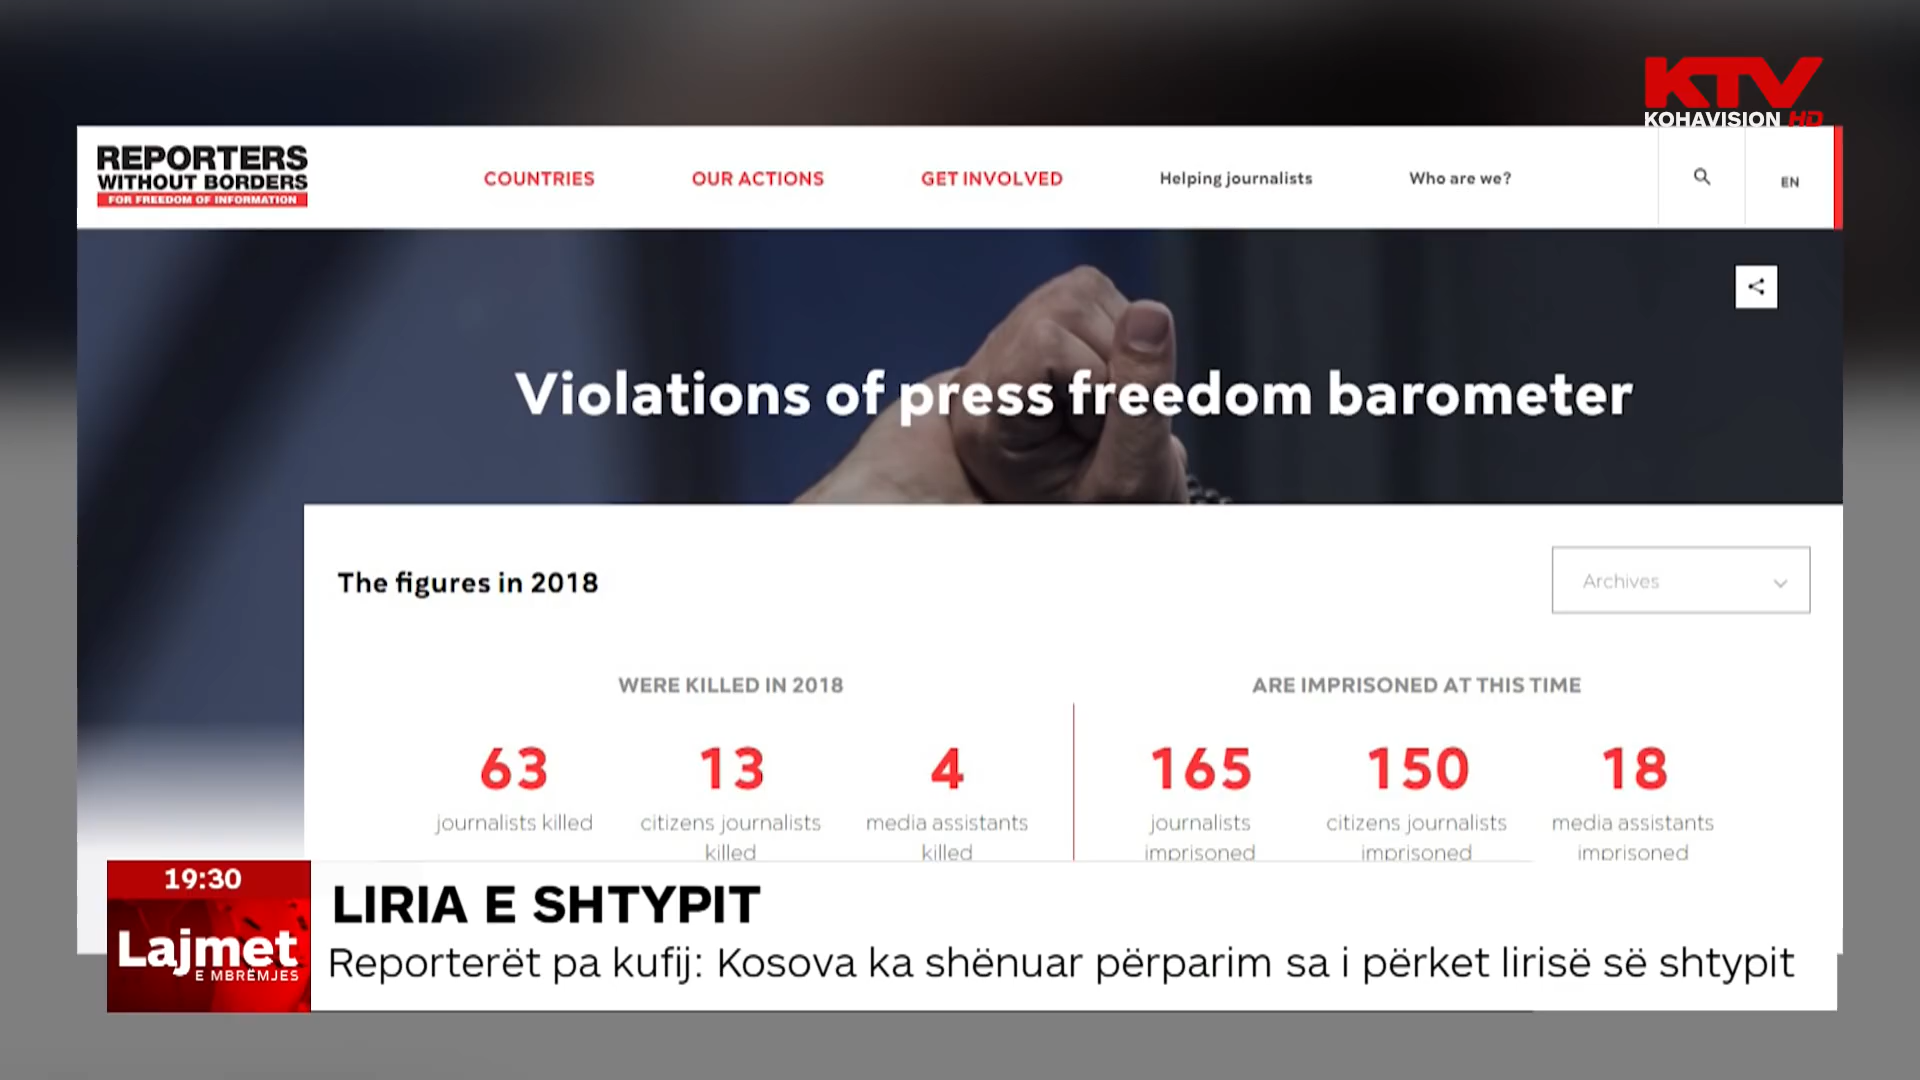 KTV
KOHAVISION HD
REPORTERS
WITHOUT BORDERS
FOR FREEDOM OF INFORMATION
COUNTRIES
OUR ACTIONS
GET INVOLVED
Helping journalists
Who are we?
EN
Violations of press freedom barometer
The figures in 2018
Archives
WERE KILLED IN 2018
ARE IMPRISONED AT THIS TIME
63
13
4
165
150
18
journalists killed
citizens journalists
killed
media assistants
killed
journalists
imprisoned
citizens journalists
imprisoned
media assistants
imprisoned
19:30
Lajmet
E MBRËMJES
LIRIA E SHTYPIT
Reporterët pa kufij: Kosova ka shënuar përparim sa i përket lirisë së shtypit